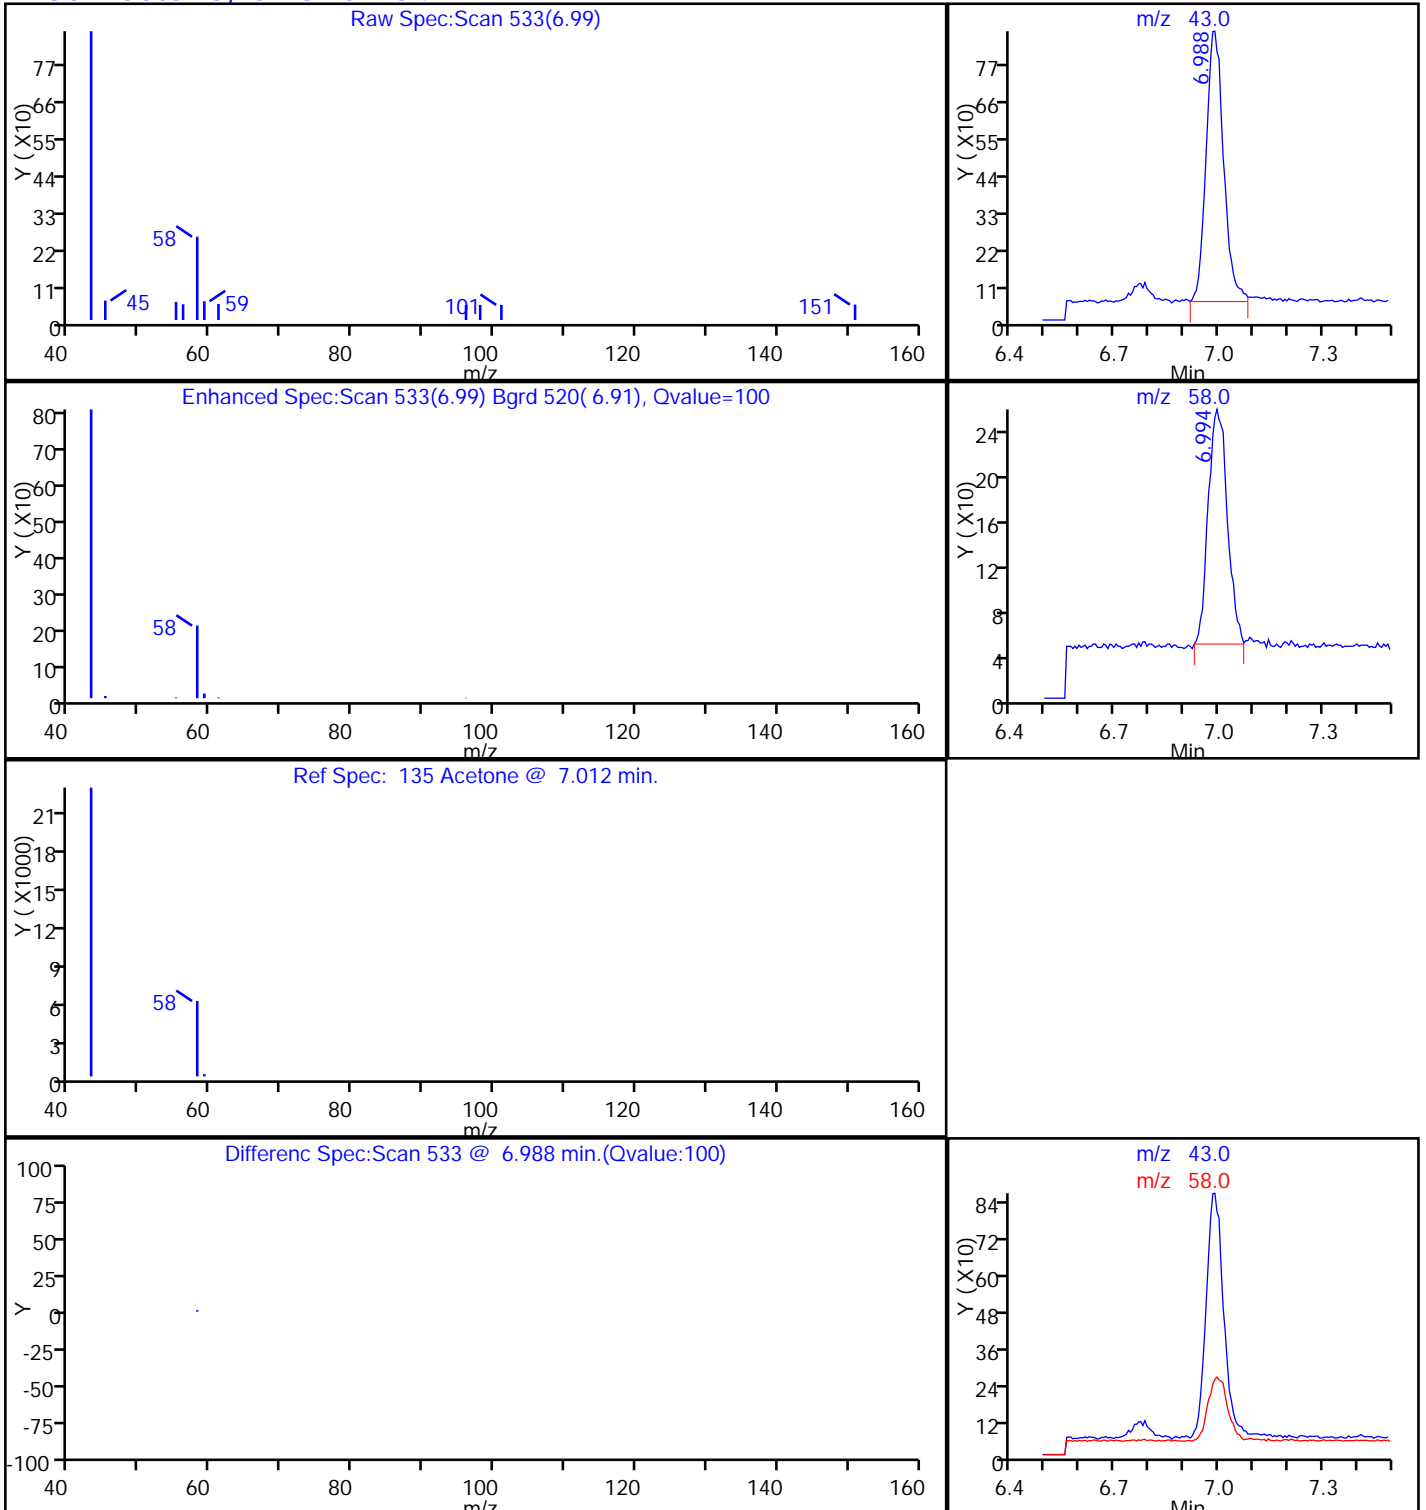 Raw Spec:Scan 533(6.99)
Y ( X10)
77
66
55
44
33
22
11
0
58
45
59
101
151
40 60 80 100 120 140 160
m/z
m/z 43.0
6.988
Y ( X10)
77
66
55
44
33
22
11
0
6.4 6.7 7.0 7.3
Min
Enhanced Spec:Scan 533(6.99) Bgrd 520( 6.91), Qvalue=100
Y ( X10)
80
70
60
50
40
30
20
10
0
58
40 60 80 100 120 140 160
m/z
m/z 58.0
6.994
Y ( X10)
24
20
16
12
8
4
0
6.4 6.7 7.0 7.3
Min
Ref Spec: 135 Acetone @ 7.012 min.
Y ( X1000)
21
18
15
12
9
6
3
0
58
40 60 80 100 120 140 160
m/z
Differenc Spec:Scan 533 @ 6.988 min.(Qvalue:100)
Y
100
75
50
25
0
-25
-50
-75
-100
40 60 80 100 120 140 160
m/z
m/z 43.0
m/z 58.0
Y ( X10)
84
72
60
48
36
24
12
0
6.4 6.7 7.0 7.3
Min